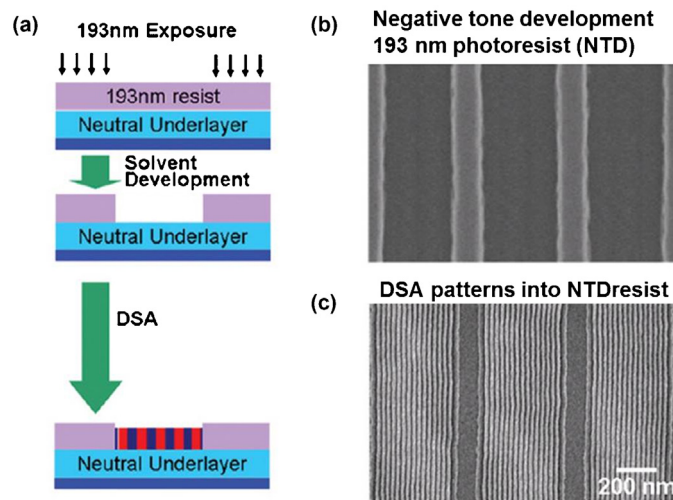 (a)
193nm Exposure
193nm resist
Neutral Underlayer
Solvent
Development
Neutral Underlayer
DSA
Neutral Underlayer
(b)
Negative tone development
193 nm photoresist (NTD)
(c)
DSA patterns into NTDresist
200 nm